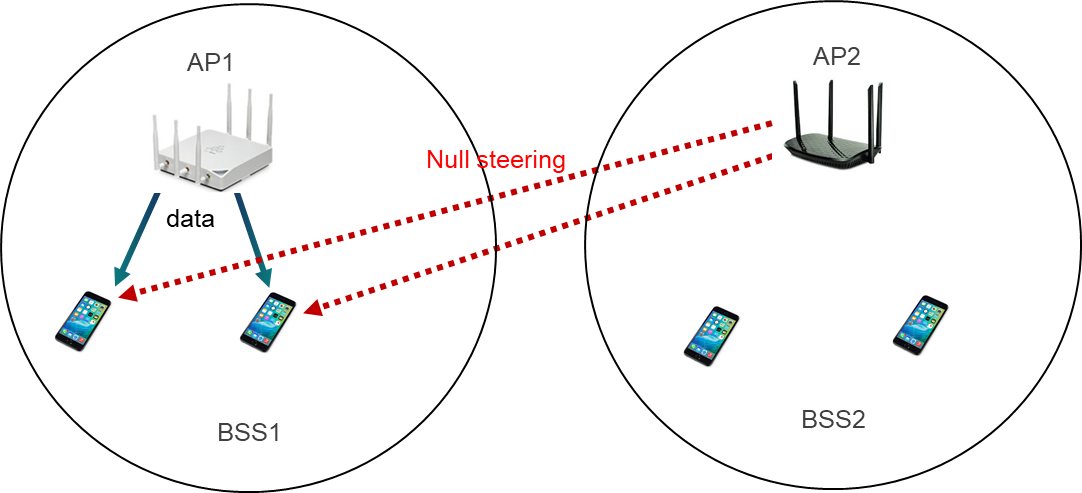 AP1
AP2
Null steering
data
BSS1
BSS2